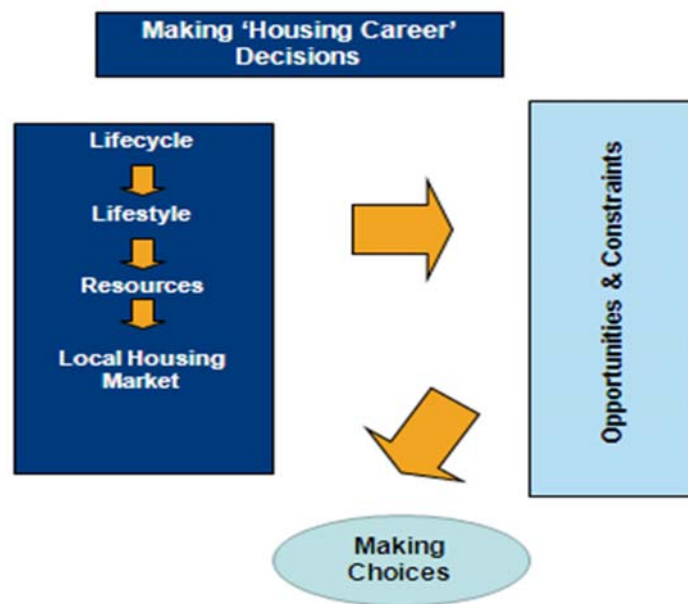 Making ‘Housing Career’
Decisions
Lifecycle
Lifestyle
Resources
Local Housing
Market
Opportunities & Constraints
Making
Choices